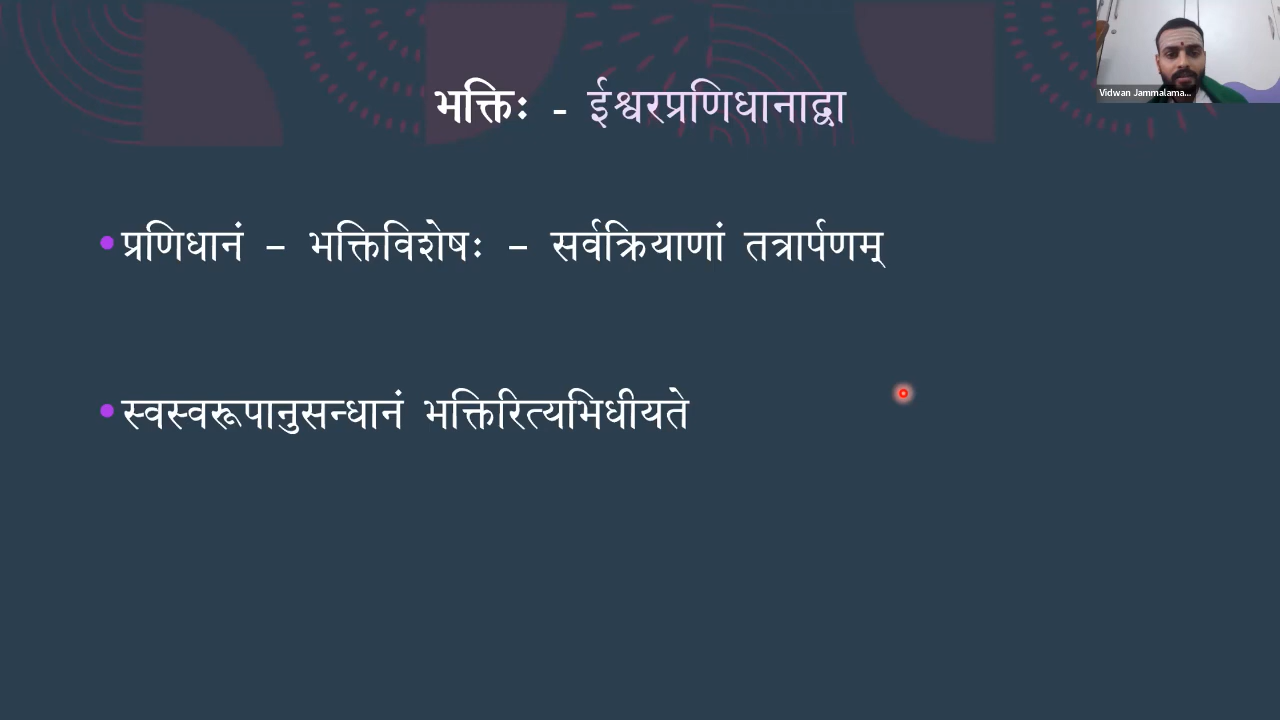 Vidwan Jammalama...
भक्तिः - ईश्वरप्रणिधानाद्वा
प्रणिधानं – भक्तिविशेषः – सर्वक्रियाणां तत्रार्पणम्
स्वस्वरूपानुसन्धानं भक्तिरित्यभिधीयते